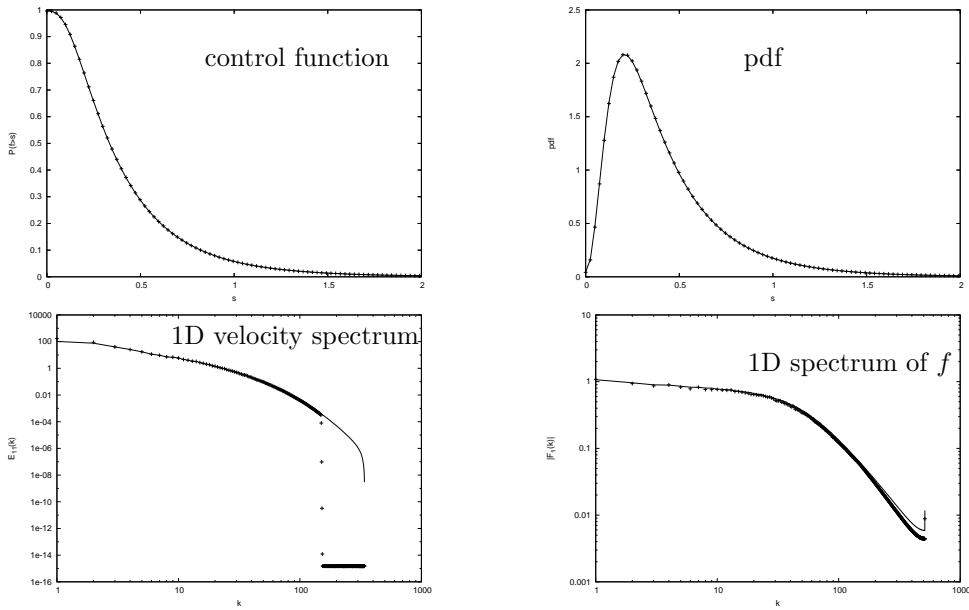 control function
1
0.9
0.8
0.7
0.6
0.5
0.4
0.3
0.2
0.1
0
P(f>s)
0
0.5
1
1.5
2
s
pdf
2.5
2
1.5
1
0.5
0
pdf
0
0.5
1
1.5
2
s
1D velocity spectrum
10000
100
1
0.01
1e-04
1e-06
1e-08
1e-10
1e-12
1e-14
1e-16
E11(k)
1
10
100
1000
k
1D spectrum of f
10
1
0.1
0.01
0.001
|F1(k)|
1
10
100
1000
k